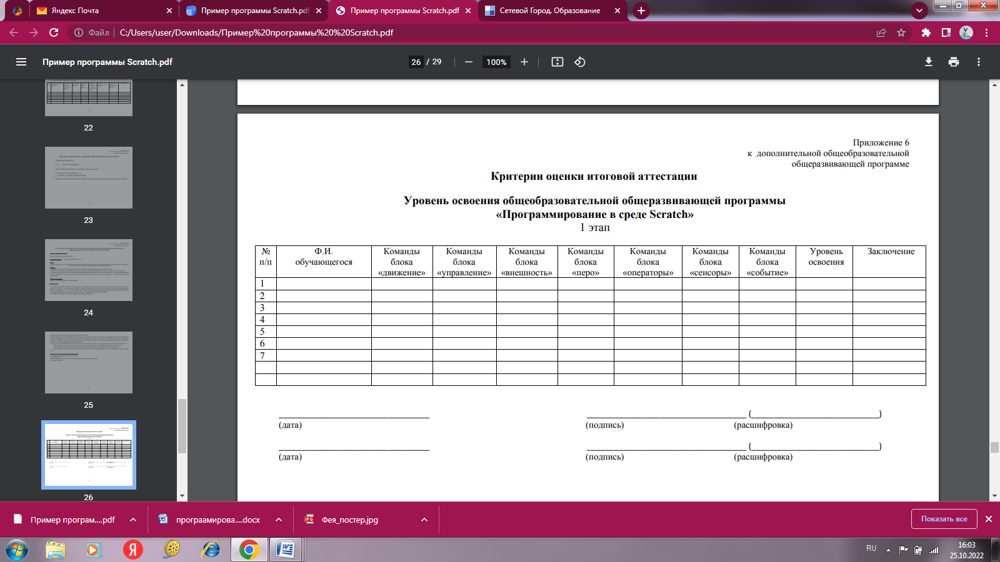 Яндекс Почта
Пример программы Scratch.pdf
Пример программы Scratch.pdf
Сетевой Город. Образование
Файл
C:/Users/user/Downloads/Пример%20программы%20%20Scratch.pdf
Пример программы Scratch.pdf
26 / 29
100%
22
23
24
25
26
Приложение 6
к дополнительной общеобразовательной
общеразвивающей программе
Критерии оценки итоговой аттестации
Уровень освоения общеобразовательной общеразвивающей программы
«Программирование в среде Scratch»
1 этап
№ п/п
Ф.И. обучающегося
Команды блока «движение»
Команды блока «управление»
Команды блока «внешность»
Команды блока «перо»
Команды блока «операторы»
Команды блока «сенсоры»
Команды блока «событие»
Уровень освоения
Заключение
1
2
3
4
5
6
7
(дата) (подпись) (расшифровка)
(дата) (подпись) (расшифровка)
Пример програм....pdf
програамирова....docx
Фея_постер.jpg
Показать все
RU
16:03
25.10.2022